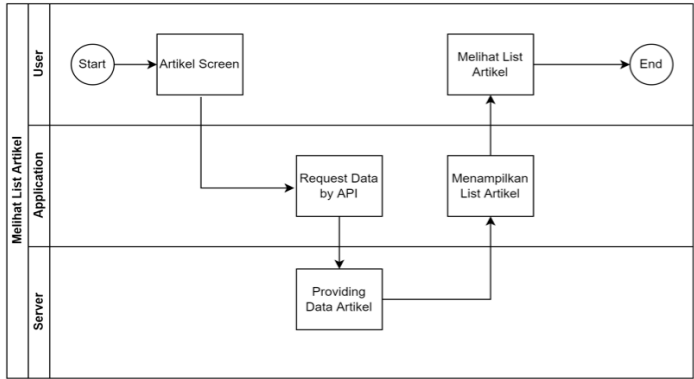 Melihat List Artikel
User
Start
Artikel Screen
Melihat List
Artikel
End
Application
Request Data
by API
Menampilkan
List Artikel
Server
Providing
Data Artikel